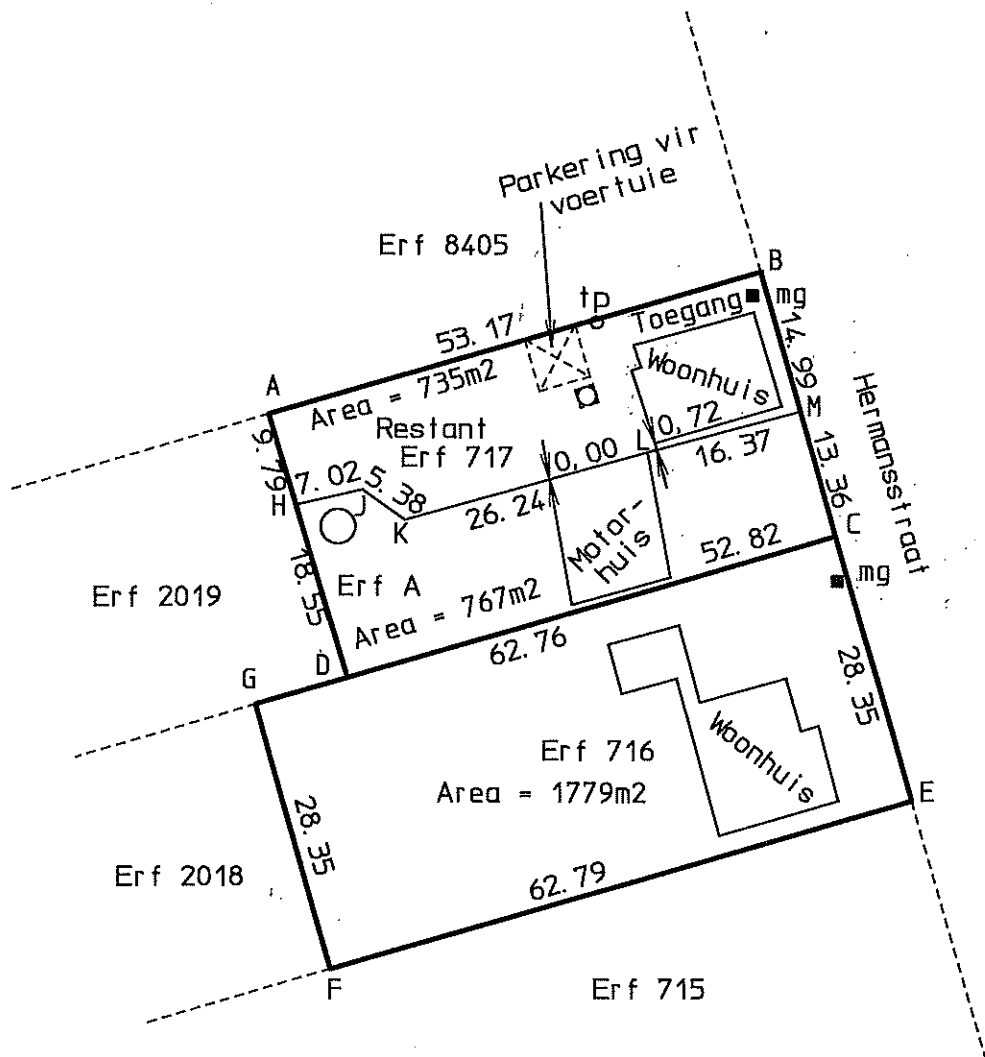 Parkering vir
voertuie
Erf 8405
B
tp
Toegang
mg
53.17
14.99
A
Area = 735m2
Woonhuis
Restant
Erf 717
M
Hermansstraat
9.79
H
7.02
5.38
K
0,00
L
0,72
16.37
13.36
26.24
Motor-
huis
C
52.82
mg
18.55
Erf A
Area = 767m2
Erf 2019
D
62.76
G
28.35
Erf 716
Area = 1779m2
Woonhuis
E
28.35
Erf 2018
62.79
F
Erf 715